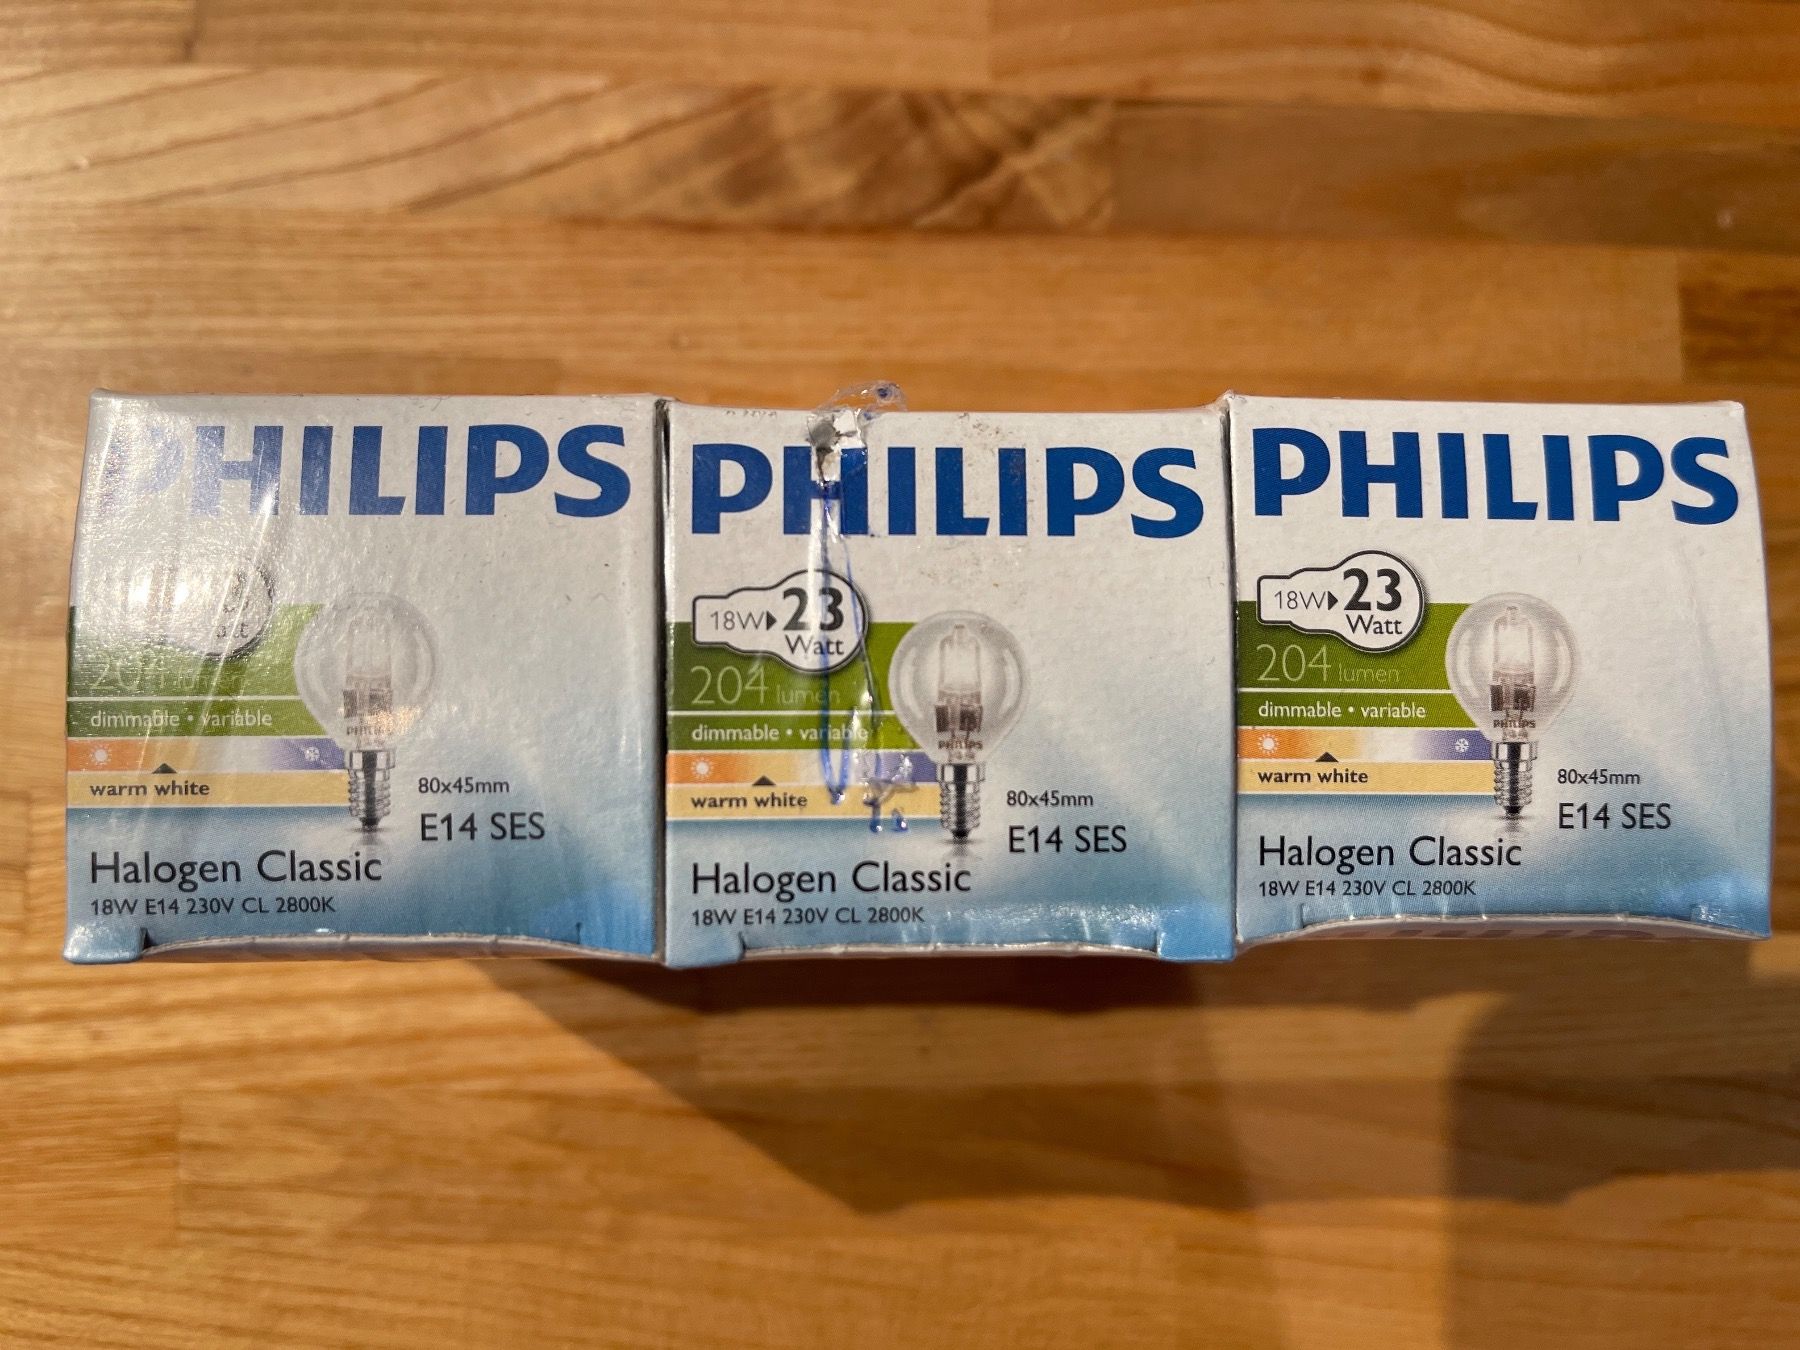 PHILIPS
204 lumen
dimmable • variable
warm white
80x45mm
E14 SES
Halogen Classic
18W E14 230V CL 2800K
PHILIPS
18W 23
Watt
204 lumen
dimmable • variable
PHILIPS
warm white
80x45mm
E14 SES
Halogen Classic
18W E14 230V CL 2800K
PHILIPS
18W 23
Watt
204 lumen
dimmable • variable
PHILIPS
warm white
80x45mm
E14 SES
Halogen Classic
18W E14 230V CL 2800K